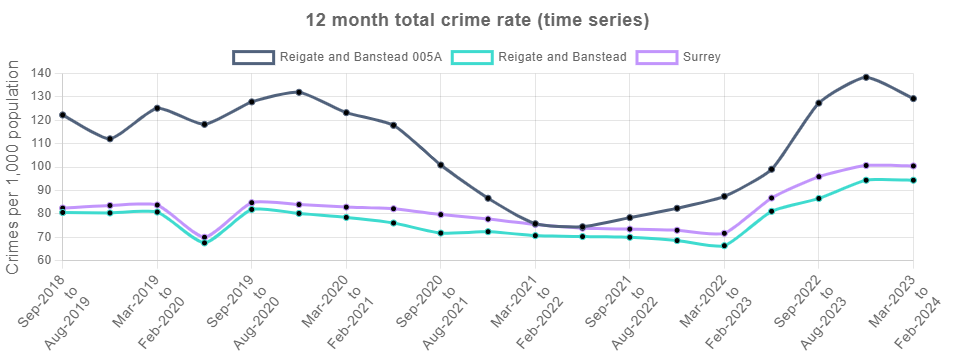 12 month total crime rate (time series)
Reigate and Banstead 005A Reigate and Banstead Surrey
Crimes per 1,000 population
140
130
120
110
100
90
80
70
60
Sep-2018 to Aug-2019
Mar-2019 to Feb-2020
Sep-2019 to Aug-2020
Mar-2020 to Feb-2021
Sep-2020 to Aug-2021
Mar-2021 to Feb-2022
Sep-2021 to Aug-2022
Mar-2022 to Feb-2023
Sep-2022 to Aug-2023
Mar-2023 to Feb-2024